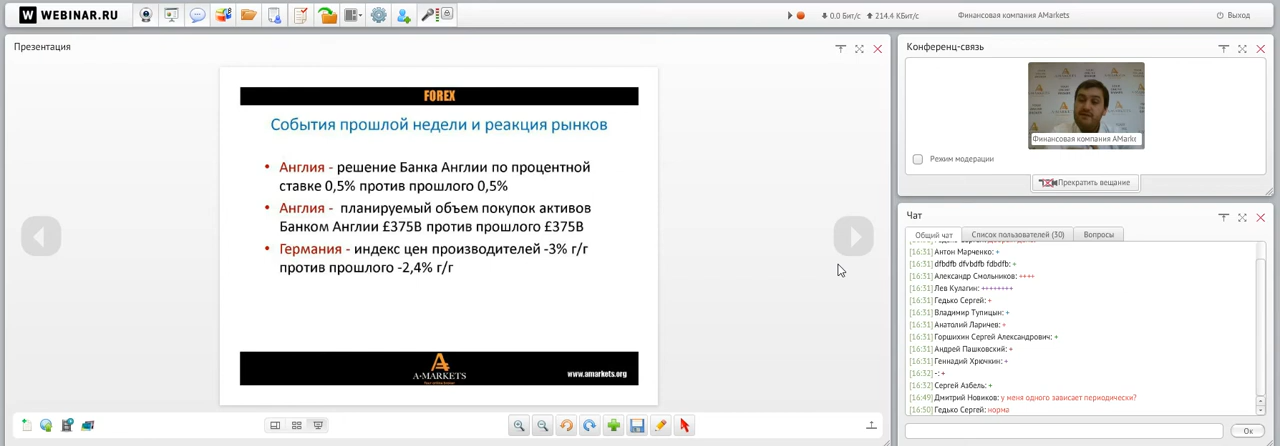 W WEBINAR.RU
0.0 Бит/с 214.4 КБит/с
Финансовая компания AMarkets
Выход
Презентация
FOREX
События прошлой недели и реакция рынков
• Англия - решение Банка Англии по процентной
ставке 0,5% против прошлого 0,5%
• Англия - планируемый объем покупок активов
Банком Англии £375B против прошлого £375B
• Германия - индекс цен производителей -3% г/г
против прошлого -2,4% г/г
A-MARKETS
www.amarkets.org
Конференц-связь
Финансовая компания AMarke
Режим модерации
Прекратить вещание
Чат
Общий чат
Список пользователей (30)
Вопросы
[16:31] Антон Марченко: +
[16:31] dfbdfb dfvbdfb fdbdfb: +
[16:31] Александр Смольников: ++++
[16:31] Лев Кулагин: ++++++++
[16:31] Гедько Сергей: +
[16:31] Владимир Тупицын: +
[16:31] Анатолий Ларичев: +
[16:31] Горшихин Сергей Александрович: +
[16:31] Андрей Пашковский: +
[16:31] Геннадий Хрючкин: +
[16:32] -: +
[16:32] Сергей Азбель: +
[16:49] Дмитрий Новиков: у меня одного зависает периодически?
[16:50] Гедько Сергей: норма
Ок